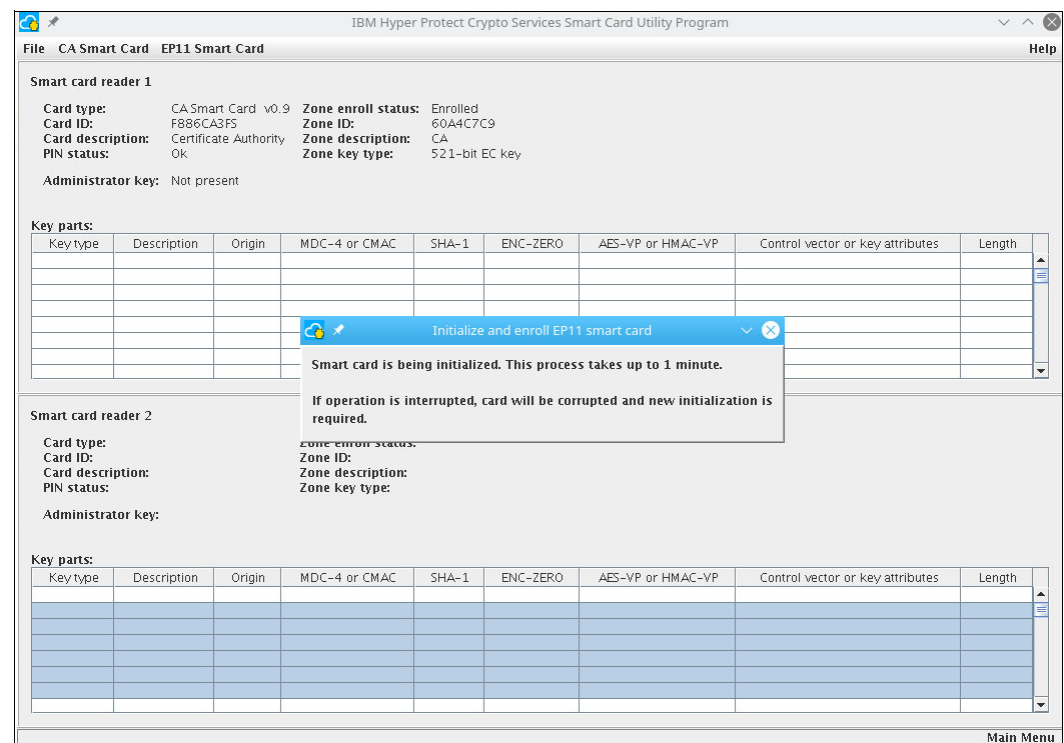 IBM Hyper Protect Crypto Services Smart Card Utility Program
File CA Smart Card EP11 Smart Card Help
Smart card reader 1
Card type: CA Smart Card v0.9 Zone enroll status: Enrolled
Card ID: F886CA3FS Zone ID: 60A4C7C9
Card description: Certificate Authority Zone description: CA
PIN status: Ok Zone key type: 521-bit EC key
Administrator key: Not present
Key parts:
Key type Description Origin MDC-4 or CMAC SHA-1 ENC-ZERO AES-VP or HMAC-VP Control vector or key attributes Length
Initialize and enroll EP11 smart card
Smart card is being initialized. This process takes up to 1 minute.
If operation is interrupted, card will be corrupted and new initialization is
required.
Smart card reader 2
Card type: Zone enroll status:
Card ID: Zone ID:
Card description: Zone description:
PIN status: Zone key type:
Administrator key:
Key parts:
Key type Description Origin MDC-4 or CMAC SHA-1 ENC-ZERO AES-VP or HMAC-VP Control vector or key attributes Length
Main Menu